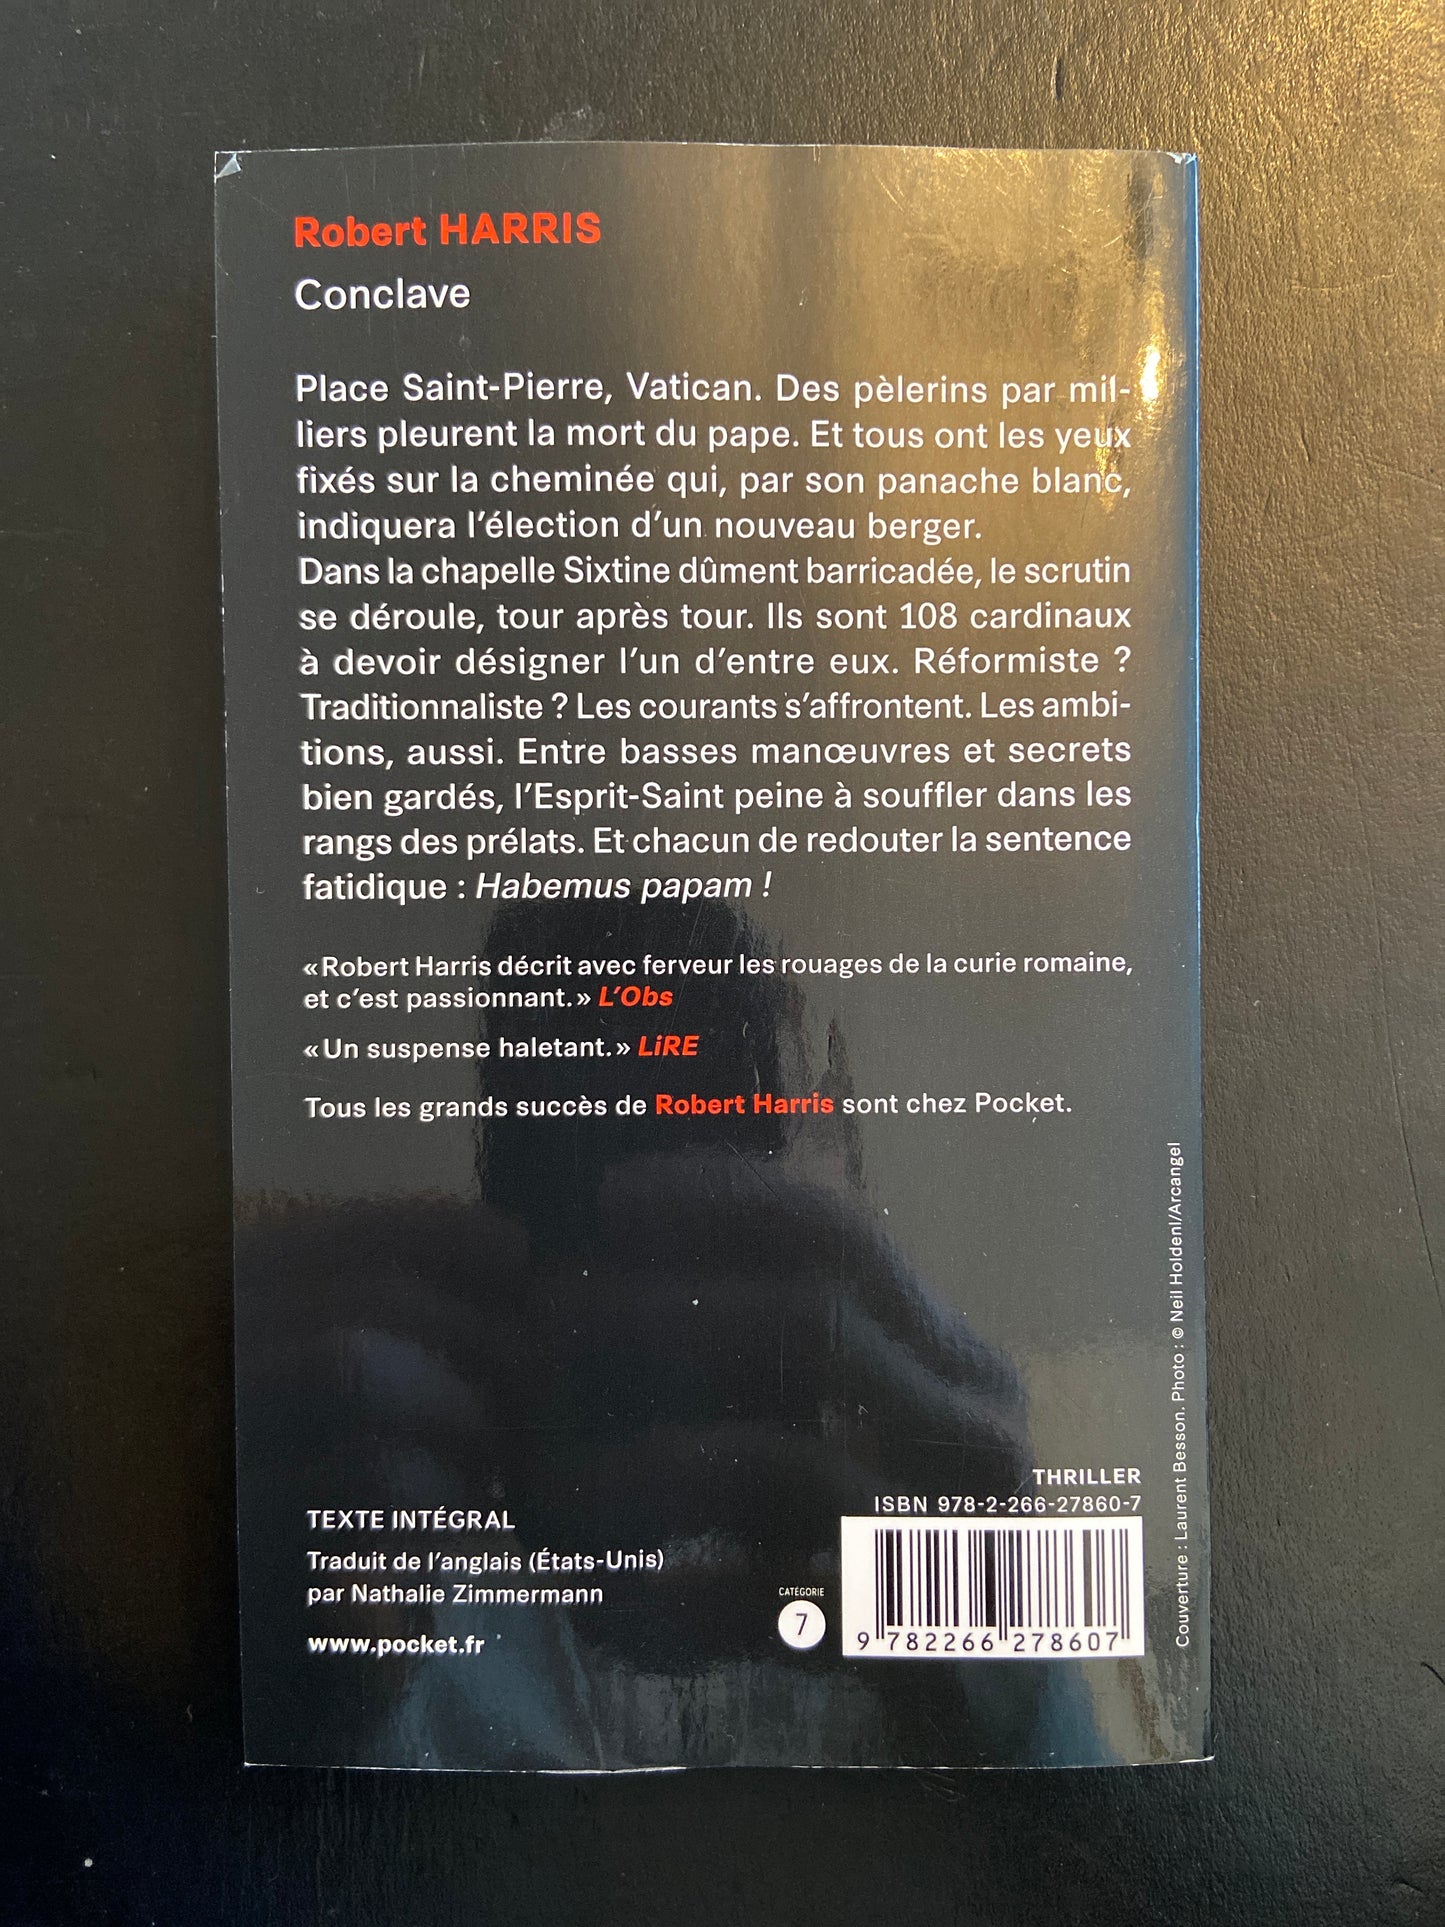 Robert HARRIS
Conclave
Place Saint-Pierre, Vatican. Des pèlerins par mil-
liers pleurent la mort du pape. Et tous ont les yeux
fixés sur la cheminée qui, par son panache blanc,
indiquera l’élection d’un nouveau berger.
Dans la chapelle Sixtine dûment barricadée, le scrutin
se déroule, tour après tour. Ils sont 108 cardinaux
à devoir désigner l’un d’entre eux. Réformiste ?
Traditionnaliste ? Les courants s’affrontent. Les ambi-
tions, aussi. Entre basses manœuvres et secrets
bien gardés, l’Esprit-Saint peine à souffler dans les
rangs des prélats. Et chacun de redouter la sentence
fatidique : Habemus papam !
« Robert Harris décrit avec ferveur les rouages de la curie romaine,
et c’est passionnant. » L’Obs
« Un suspense haletant. » LiRE
Tous les grands succès de Robert Harris sont chez Pocket.
TEXTE INTÉGRAL
Traduit de l’anglais (États-Unis)
par Nathalie Zimmermann
www.pocket.fr
CATÉGORIE
7
THRILLER
ISBN 978-2-266-27860-7
9 782266 278607
Couverture : Laurent Besson. Photo : © Neil Holdenl/Arcangel